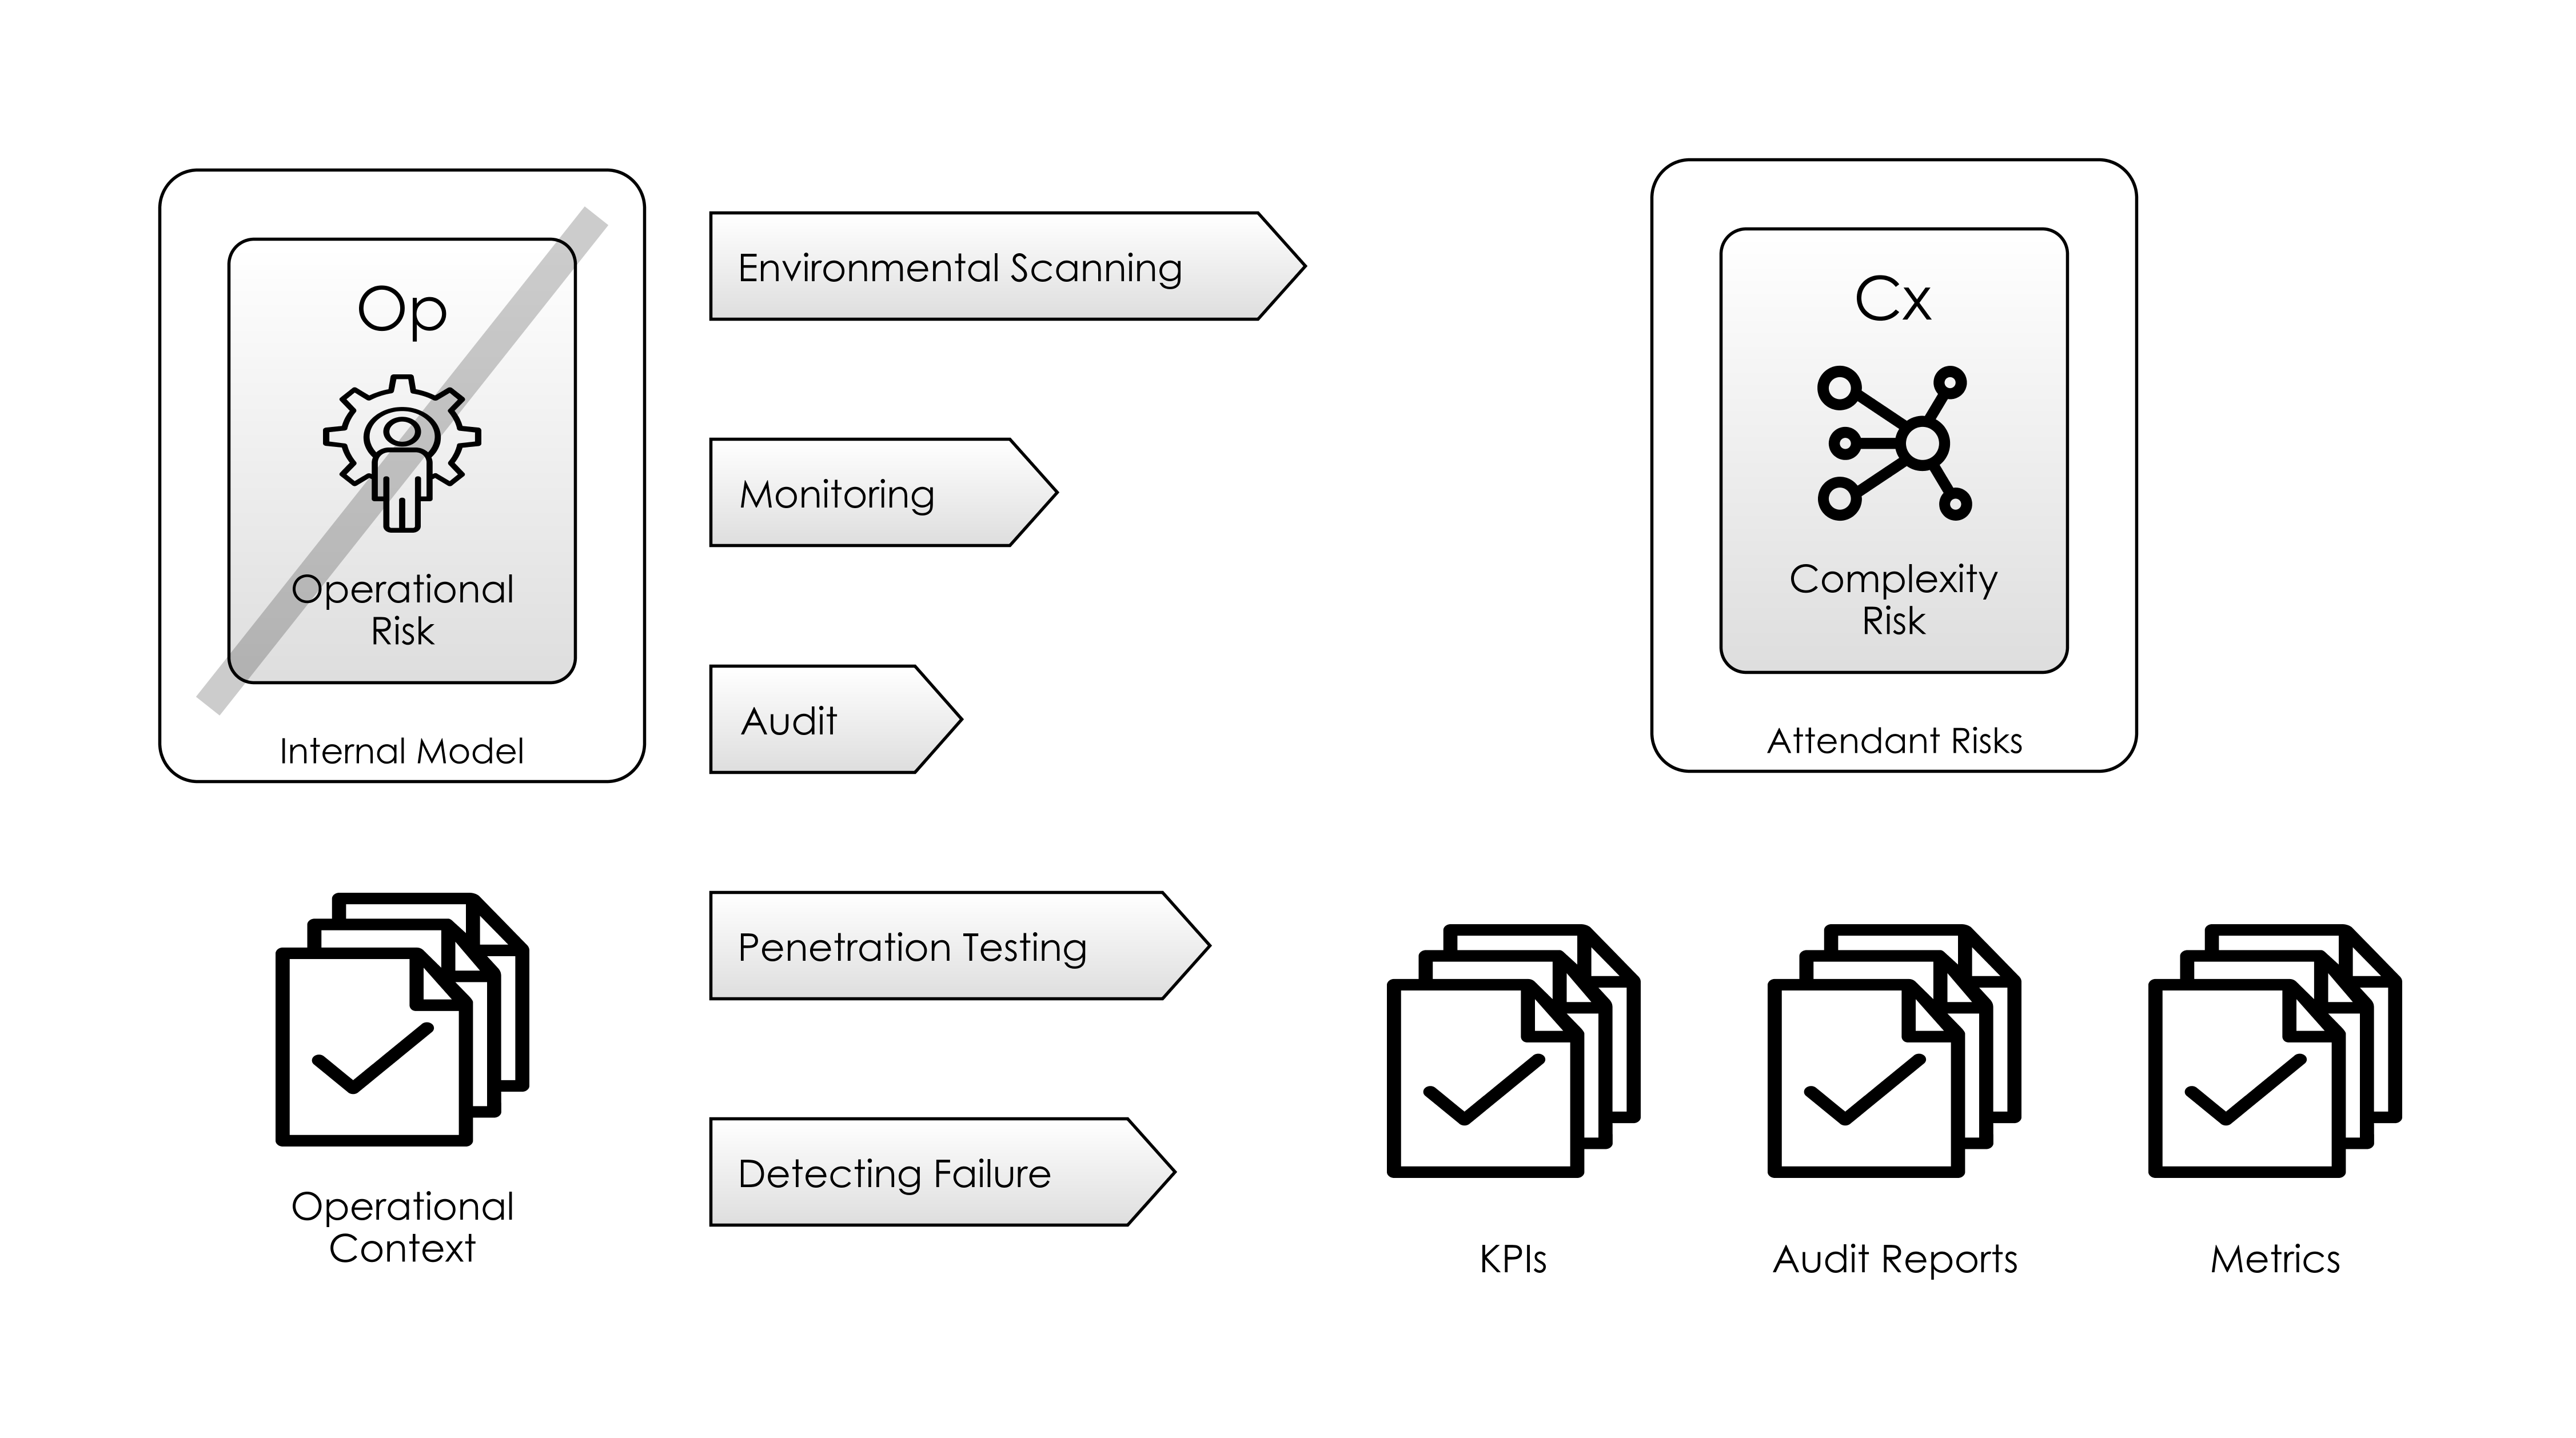 Op
Operational
Risk
Internal Model
Operational
Context
Environmental Scanning
Monitoring
Audit
Penetration Testing
Detecting Failure
Cx
Complexity
Risk
Attendant Risks
KPIs
Audit Reports
Metrics